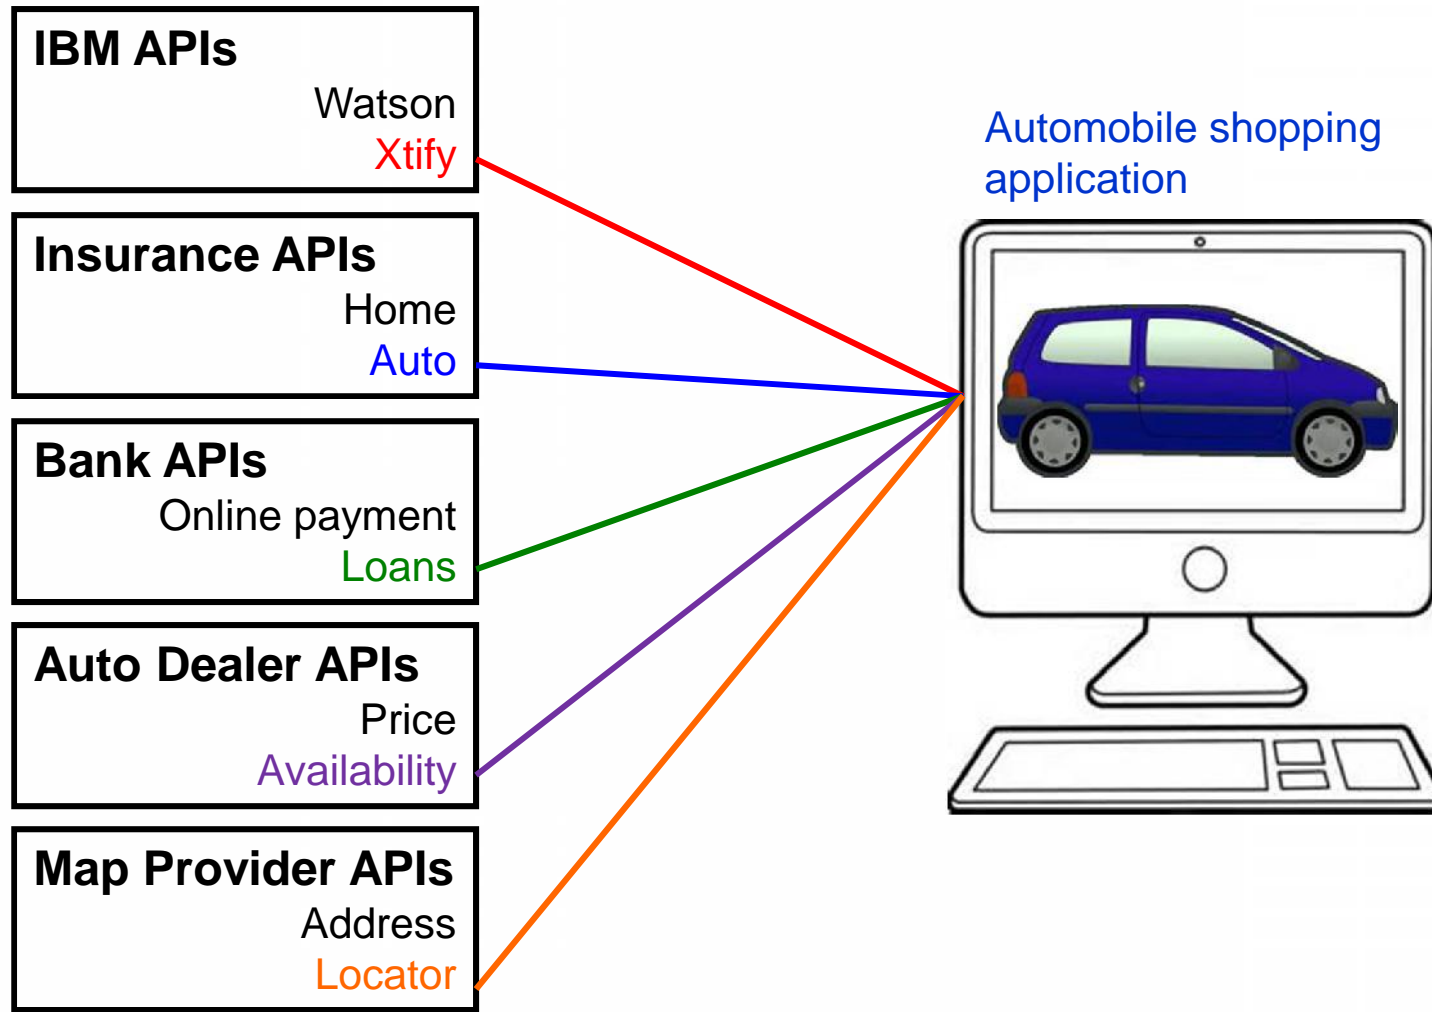 IBM APIs
Watson
Xtify
Insurance APIs
Home
Auto
Bank APIs
Online payment
Loans
Auto Dealer APIs
Price
Availability
Map Provider APIs
Address
Locator
Automobile shopping
application